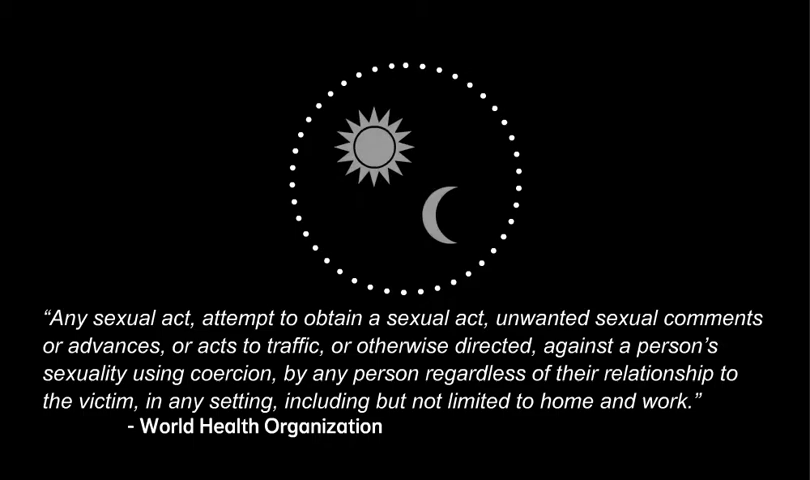 “Any sexual act, attempt to obtain a sexual act, unwanted sexual comments
or advances, or acts to traffic, or otherwise directed, against a person’s
sexuality using coercion, by any person regardless of their relationship to
the victim, in any setting, including but not limited to home and work.”
- World Health Organization